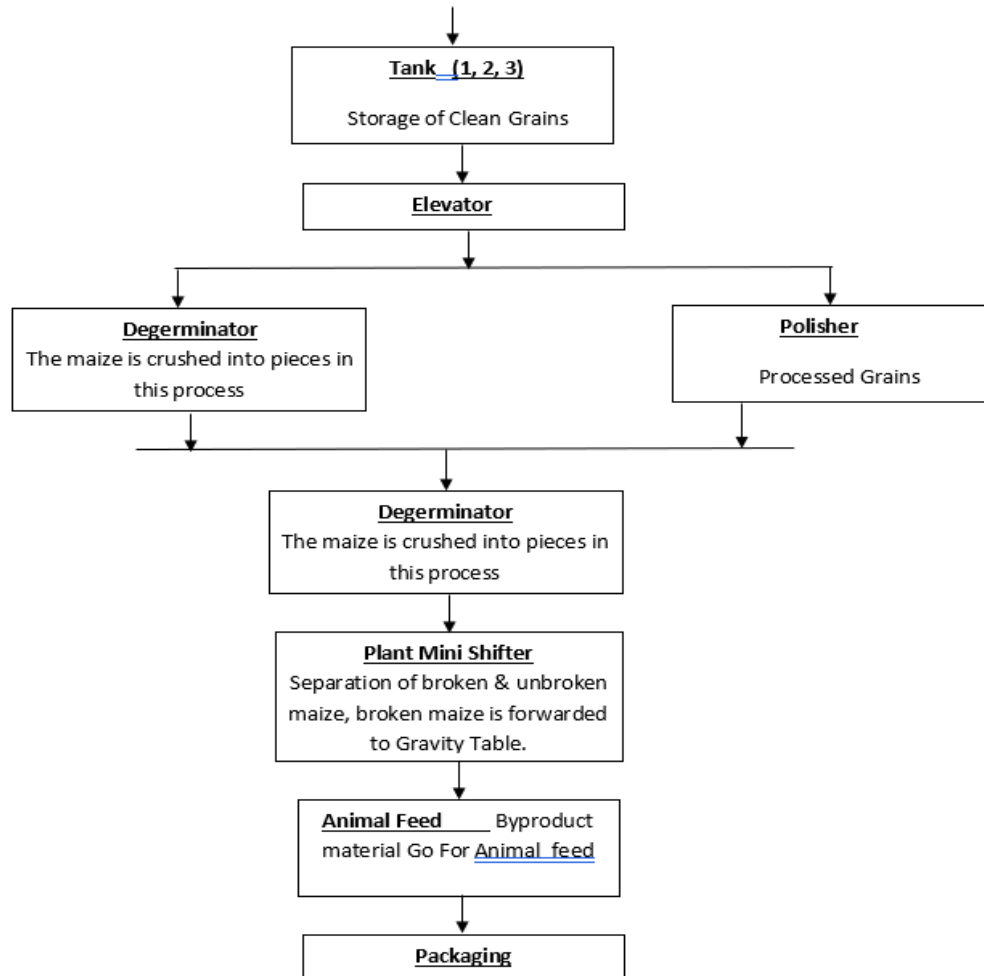 Tank (1, 2, 3)
Storage of Clean Grains
Elevator
Degerminator
The maize is crushed into pieces in
this process
Polisher
Processed Grains
Degerminator
The maize is crushed into pieces in
this process
Plant Mini Shifter
Separation of broken & unbroken
maize, broken maize is forwarded
to Gravity Table.
Animal Feed Byproduct
material Go For Animal feed
Packaging